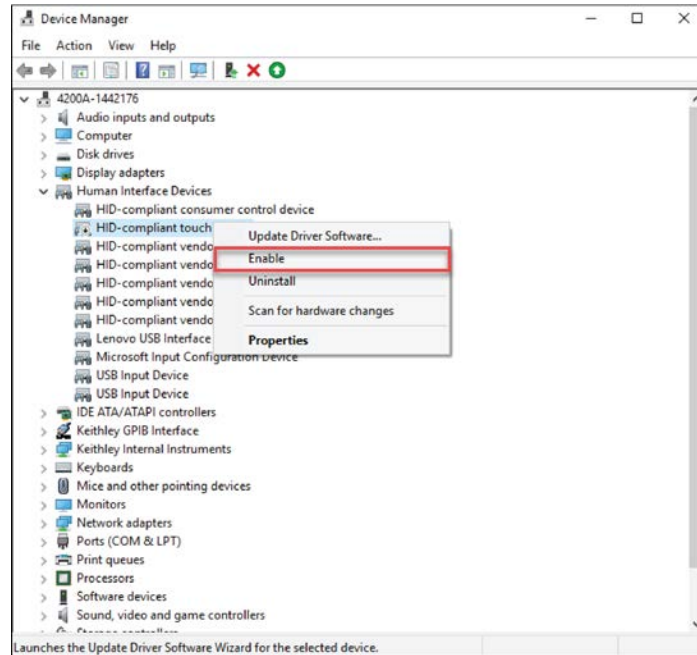 Device Manager
File Action View Help
4200A-1442176
Audio inputs and outputs
Computer
Disk drives
Display adapters
Human Interface Devices
HID-compliant consumer control device
HID-compliant touch
HID-compliant vendo
HID-compliant vendo
HID-compliant vendo
HID-compliant vendo
HID-compliant vendo
Lenovo USB Interface
Microsoft Input Configuration Device
USB Input Device
USB Input Device
IDE ATA/ATAPI controllers
Keithley GPIB Interface
Keithley Internal Instruments
Keyboards
Mice and other pointing devices
Monitors
Network adapters
Ports (COM & LPT)
Print queues
Processors
Software devices
Sound, video and game controllers
Update Driver Software...
Enable
Uninstall
Scan for hardware changes
Properties
Launches the Update Driver Software Wizard for the selected device.